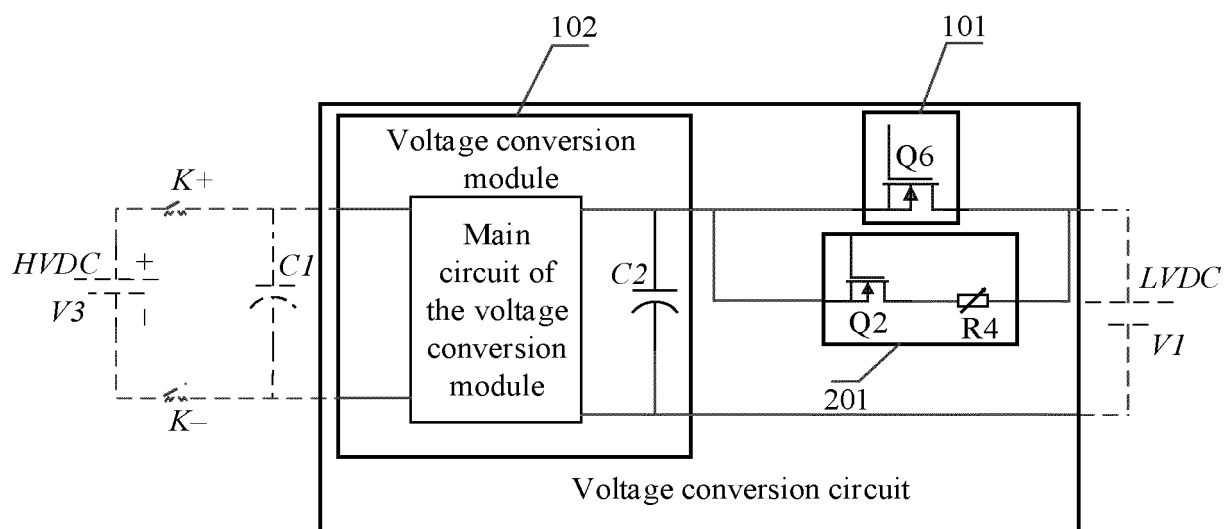 102
101
Voltage conversion
module
Q6
K+
Main
circuit of
the voltage
conversion
module
HVDC
+
–
V3
C1
C2
Q2
R4
LVDC
V1
201
K–
Voltage conversion circuit